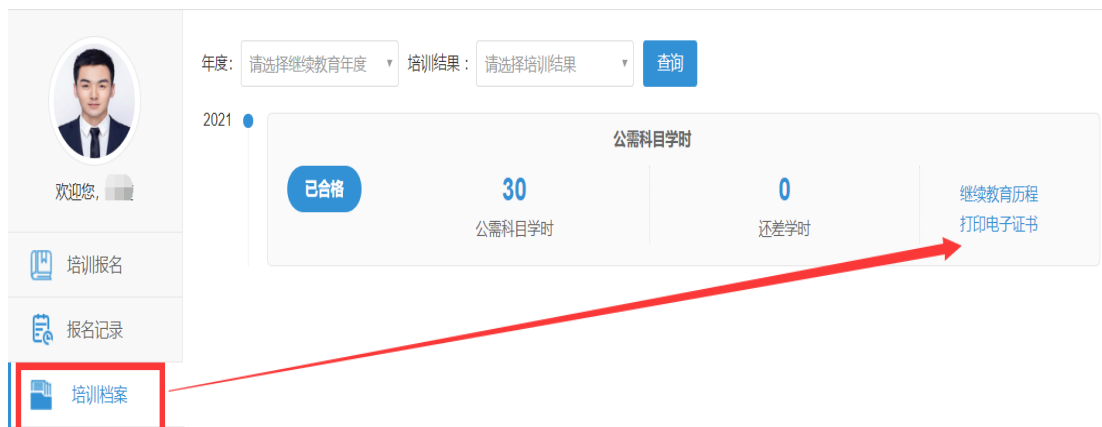 年度：
请选择继续教育年度
培训结果：
请选择培训结果
查询
2021
公需科目学时
已合格
30
公需科目学时
0
还差学时
继续教育历程
打印电子证书
欢迎您，
培训报名
报名记录
培训档案